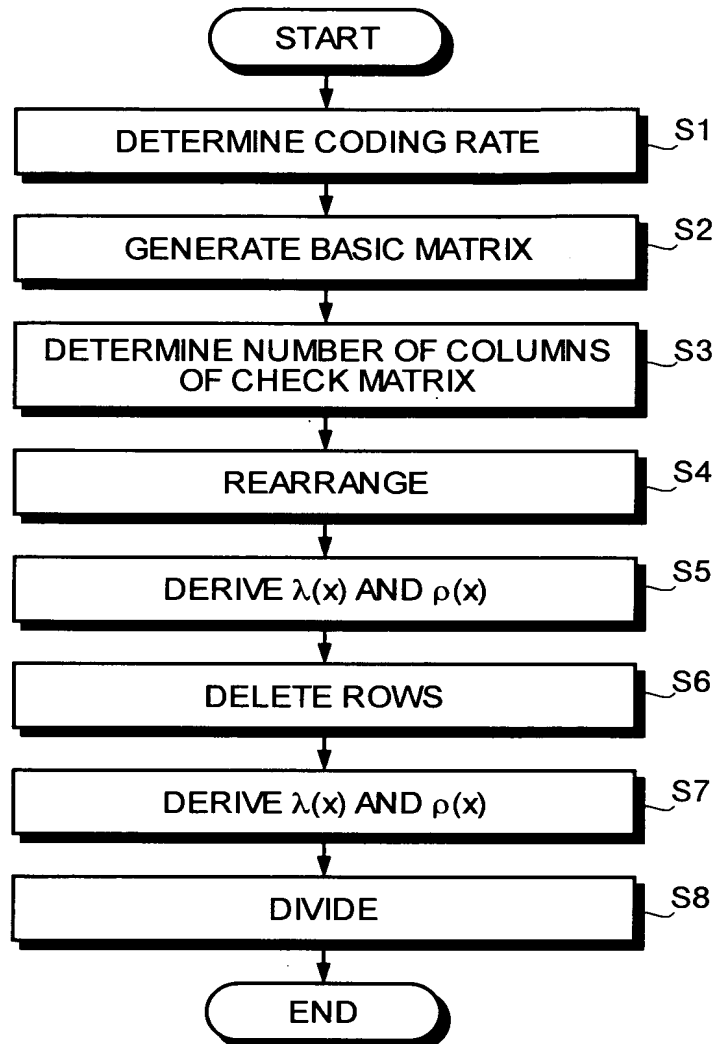 START
DETERMINE CODING RATE
S1
GENERATE BASIC MATRIX
S2
DETERMINE NUMBER OF COLUMNS
OF CHECK MATRIX
S3
REARRANGE
S4
DERIVE λ(x) AND ρ(x)
S5
DELETE ROWS
S6
DERIVE λ(x) AND ρ(x)
S7
DIVIDE
S8
END